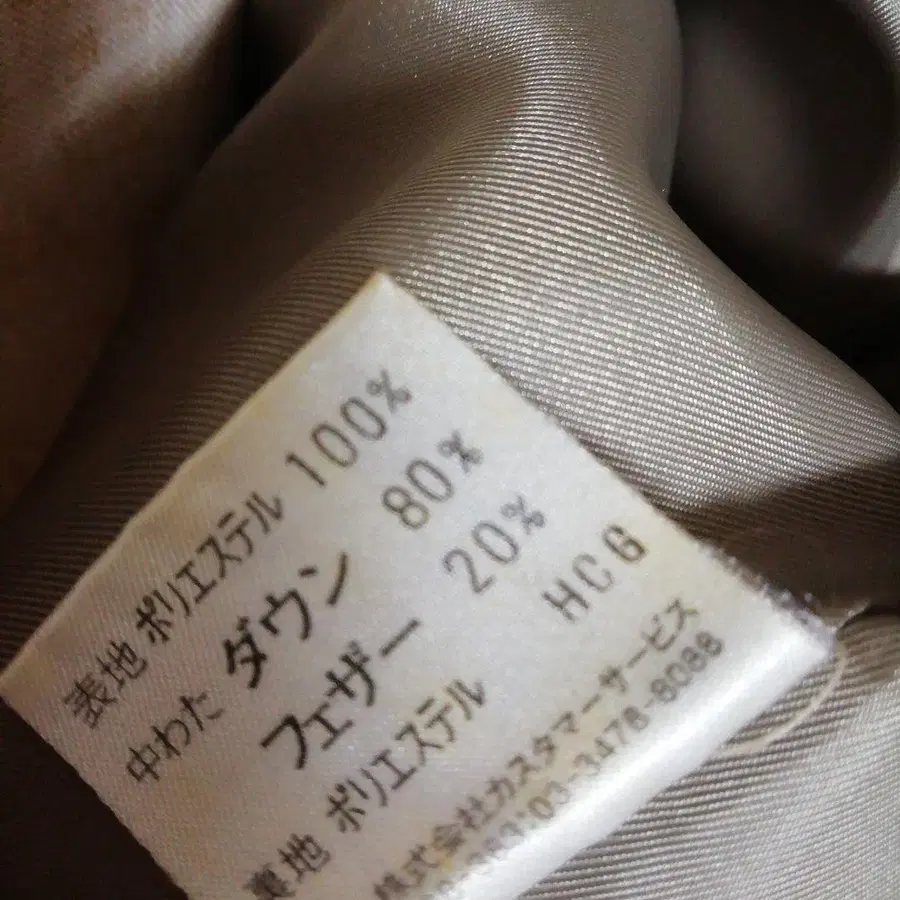 表地 ポリエステル 100%
中わた ダウン 80%
フェザー 20%
裏地 ポリエステル
HCG
株式会社カスタマーサービス
03-3478-8088